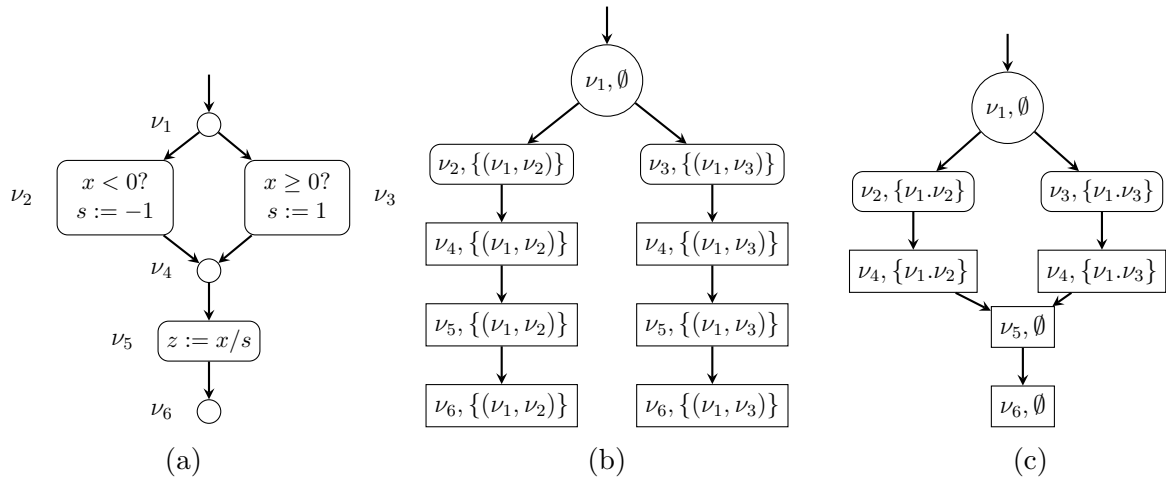 ν₁
ν₂
x < 0?
s := −1
x ≥ 0?
s := 1
ν₃
ν₄
ν₅
z := x/s
ν₆
(a)
ν₁, ∅
ν₂, {(ν₁, ν₂)}
ν₃, {(ν₁, ν₃)}
ν₄, {(ν₁, ν₂)}
ν₄, {(ν₁, ν₃)}
ν₅, {(ν₁, ν₂)}
ν₅, {(ν₁, ν₃)}
ν₆, {(ν₁, ν₂)}
ν₆, {(ν₁, ν₃)}
(b)
ν₁, ∅
ν₂, {ν₁.ν₂}
ν₃, {ν₁.ν₃}
ν₄, {ν₁.ν₂}
ν₄, {ν₁.ν₃}
ν₅, ∅
ν₆, ∅
(c)